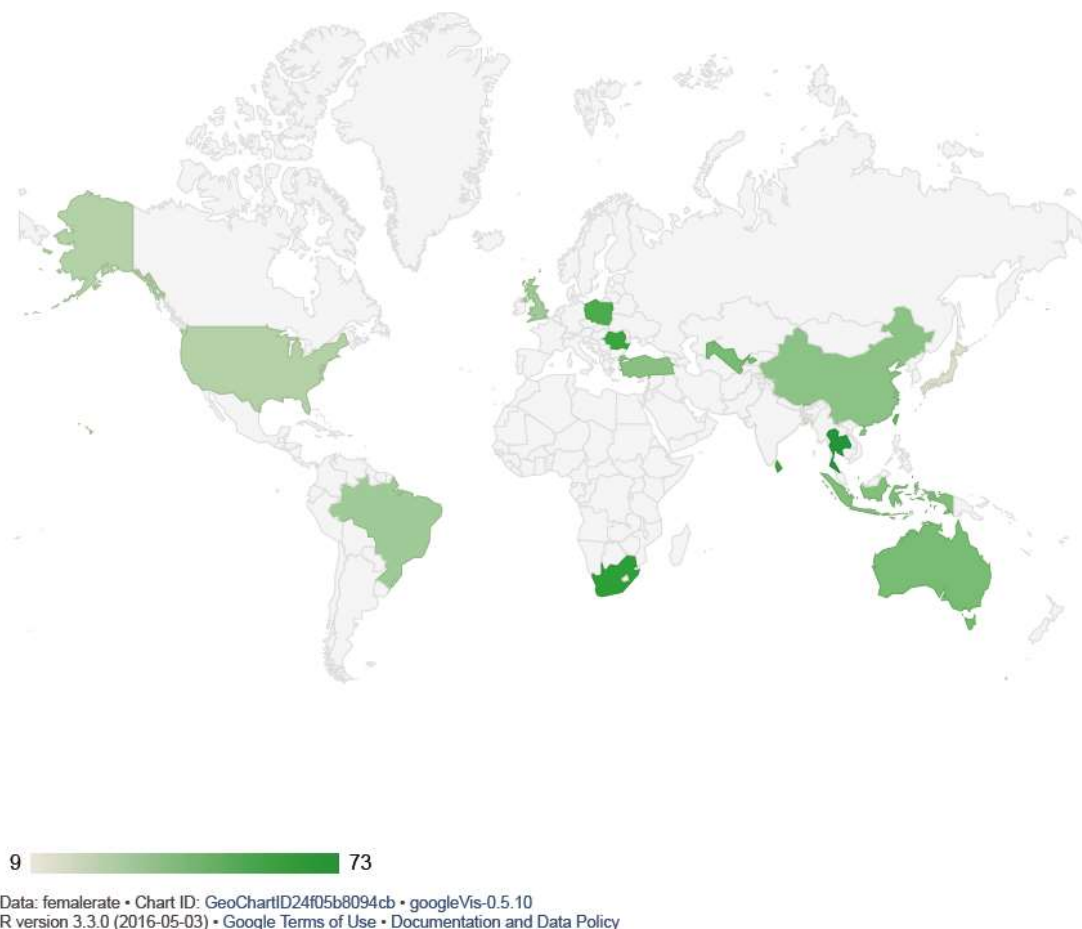 9 73
Data: femalerate • Chart ID: GeoChartID24f05b8094cb • googleVis-0.5.10
R version 3.3.0 (2016-05-03) • Google Terms of Use • Documentation and Data Policy